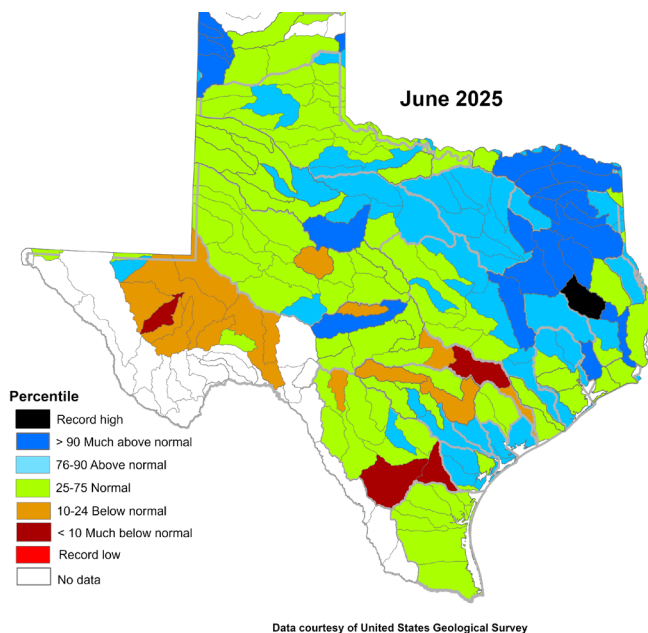 June 2025
Percentile
Record high
> 90 Much above normal
76-90 Above normal
25-75 Normal
10-24 Below normal
< 10 Much below normal
Record low
No data
Data courtesy of United States Geological Survey